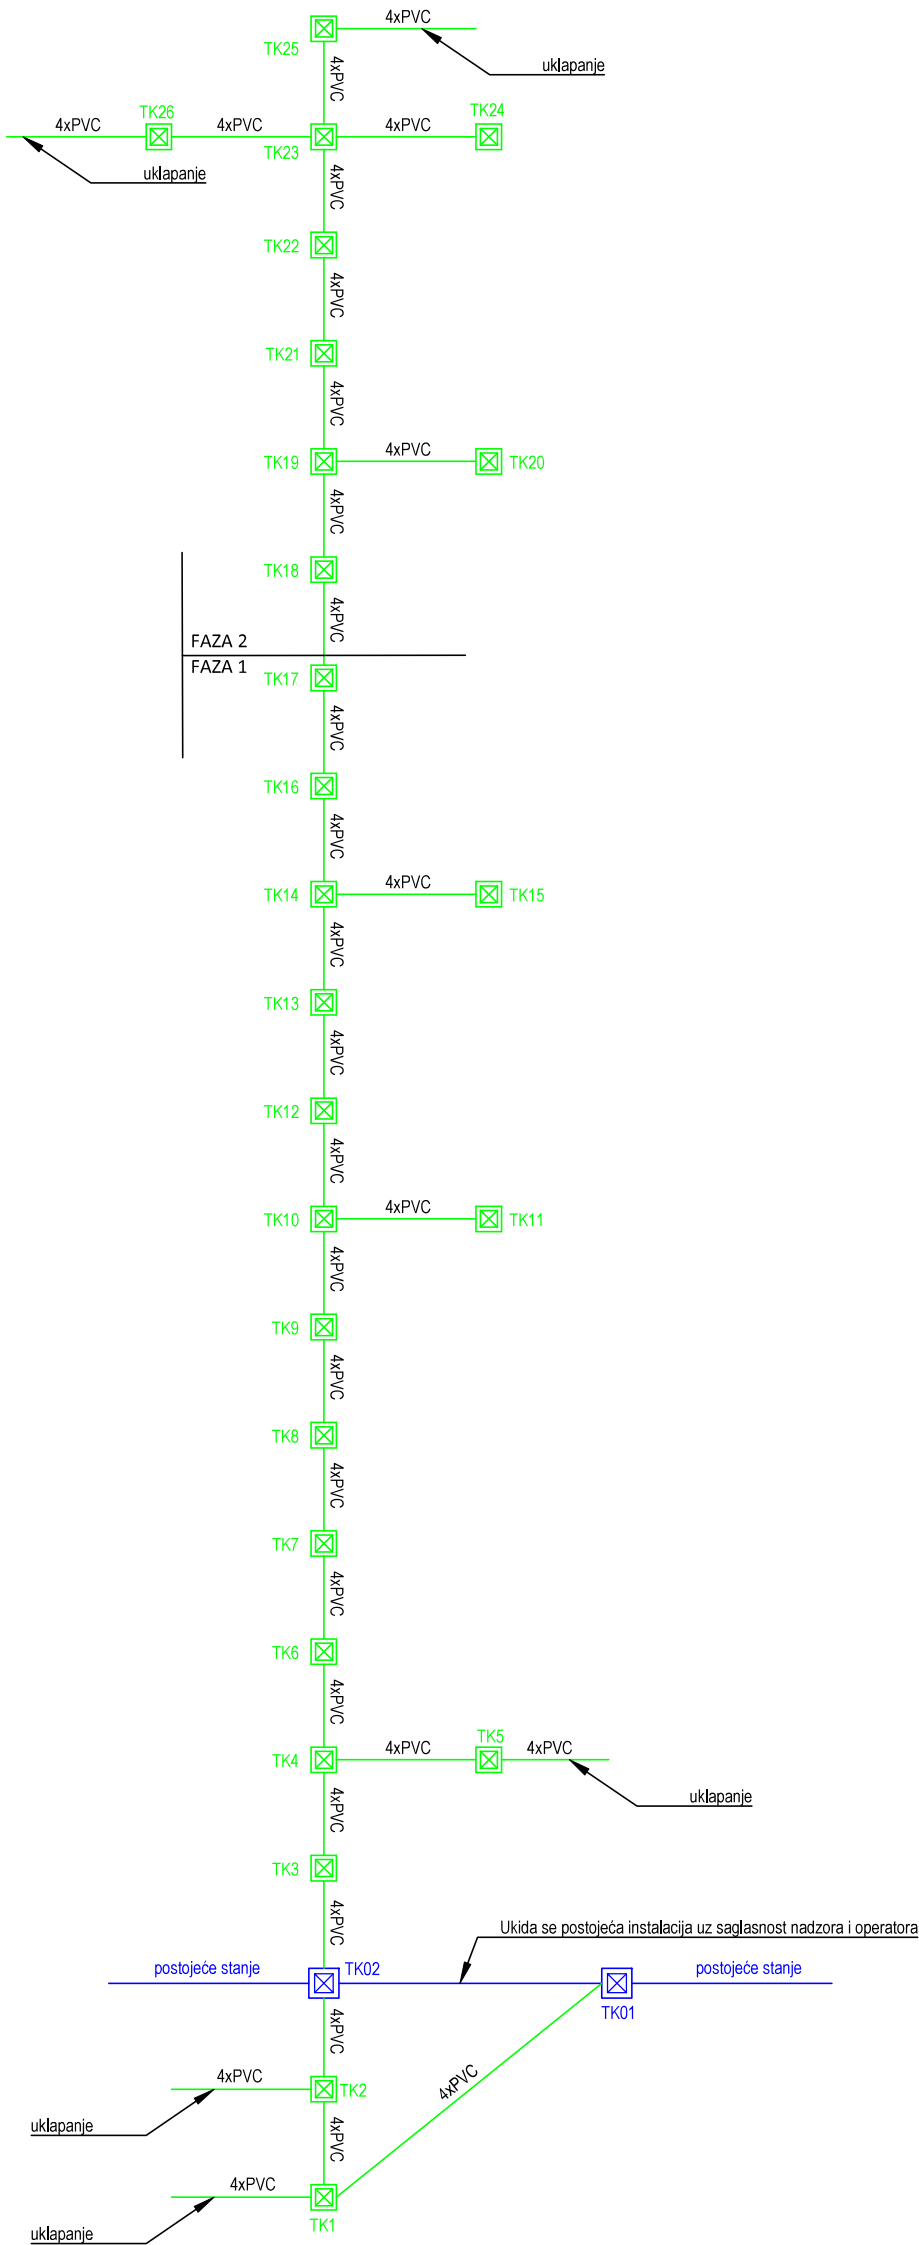 4xPVC
TK25
uklapanje
4xPVC
TK26
TK24
4xPVC
4xPVC
4xPVC
TK23
uklapanje
4xPVC
TK22
4xPVC
TK21
4xPVC
TK19
4xPVC
TK20
4xPVC
TK18
4xPVC
FAZA 2
FAZA 1
TK17
4xPVC
TK16
4xPVC
TK14
4xPVC
TK15
4xPVC
TK13
4xPVC
TK12
4xPVC
TK10
4xPVC
TK11
4xPVC
TK9
4xPVC
TK8
4xPVC
TK7
4xPVC
TK6
4xPVC
TK4
4xPVC
TK5
4xPVC
uklapanje
4xPVC
TK3
4xPVC
Ukida se postojeća instalacija uz saglasnost nadzora i operatora
postojeće stanje
TK02
postojeće stanje
TK01
4xPVC
4xPVC
4xPVC
TK2
uklapanje
4xPVC
4xPVC
TK1
uklapanje